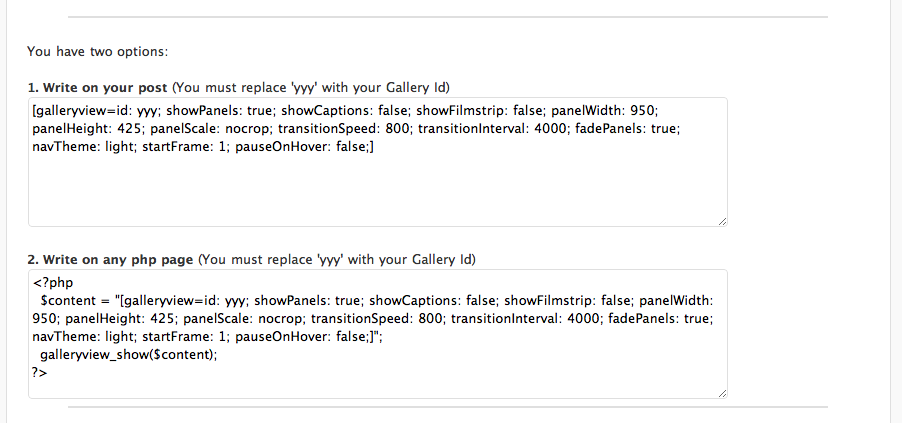 You have two options:
1. Write on your post (You must replace 'yyy' with your Gallery Id)
[galleryview=id: yyy; showPanels: true; showCaptions: false; showFilmstrip: false; panelWidth: 950;
panelHeight: 425; panelScale: nocrop; transitionSpeed: 800; transitionInterval: 4000; fadePanels: true;
navTheme: light; startFrame: 1; pauseOnHover: false;]
2. Write on any php page (You must replace 'yyy' with your Gallery Id)
<?php
$content = "[galleryview=id: yyy; showPanels: true; showCaptions: false; showFilmstrip: false; panelWidth:
950; panelHeight: 425; panelScale: nocrop; transitionSpeed: 800; transitionInterval: 4000; fadePanels: true;
navTheme: light; startFrame: 1; pauseOnHover: false;]";
galleryview_show($content);
?>